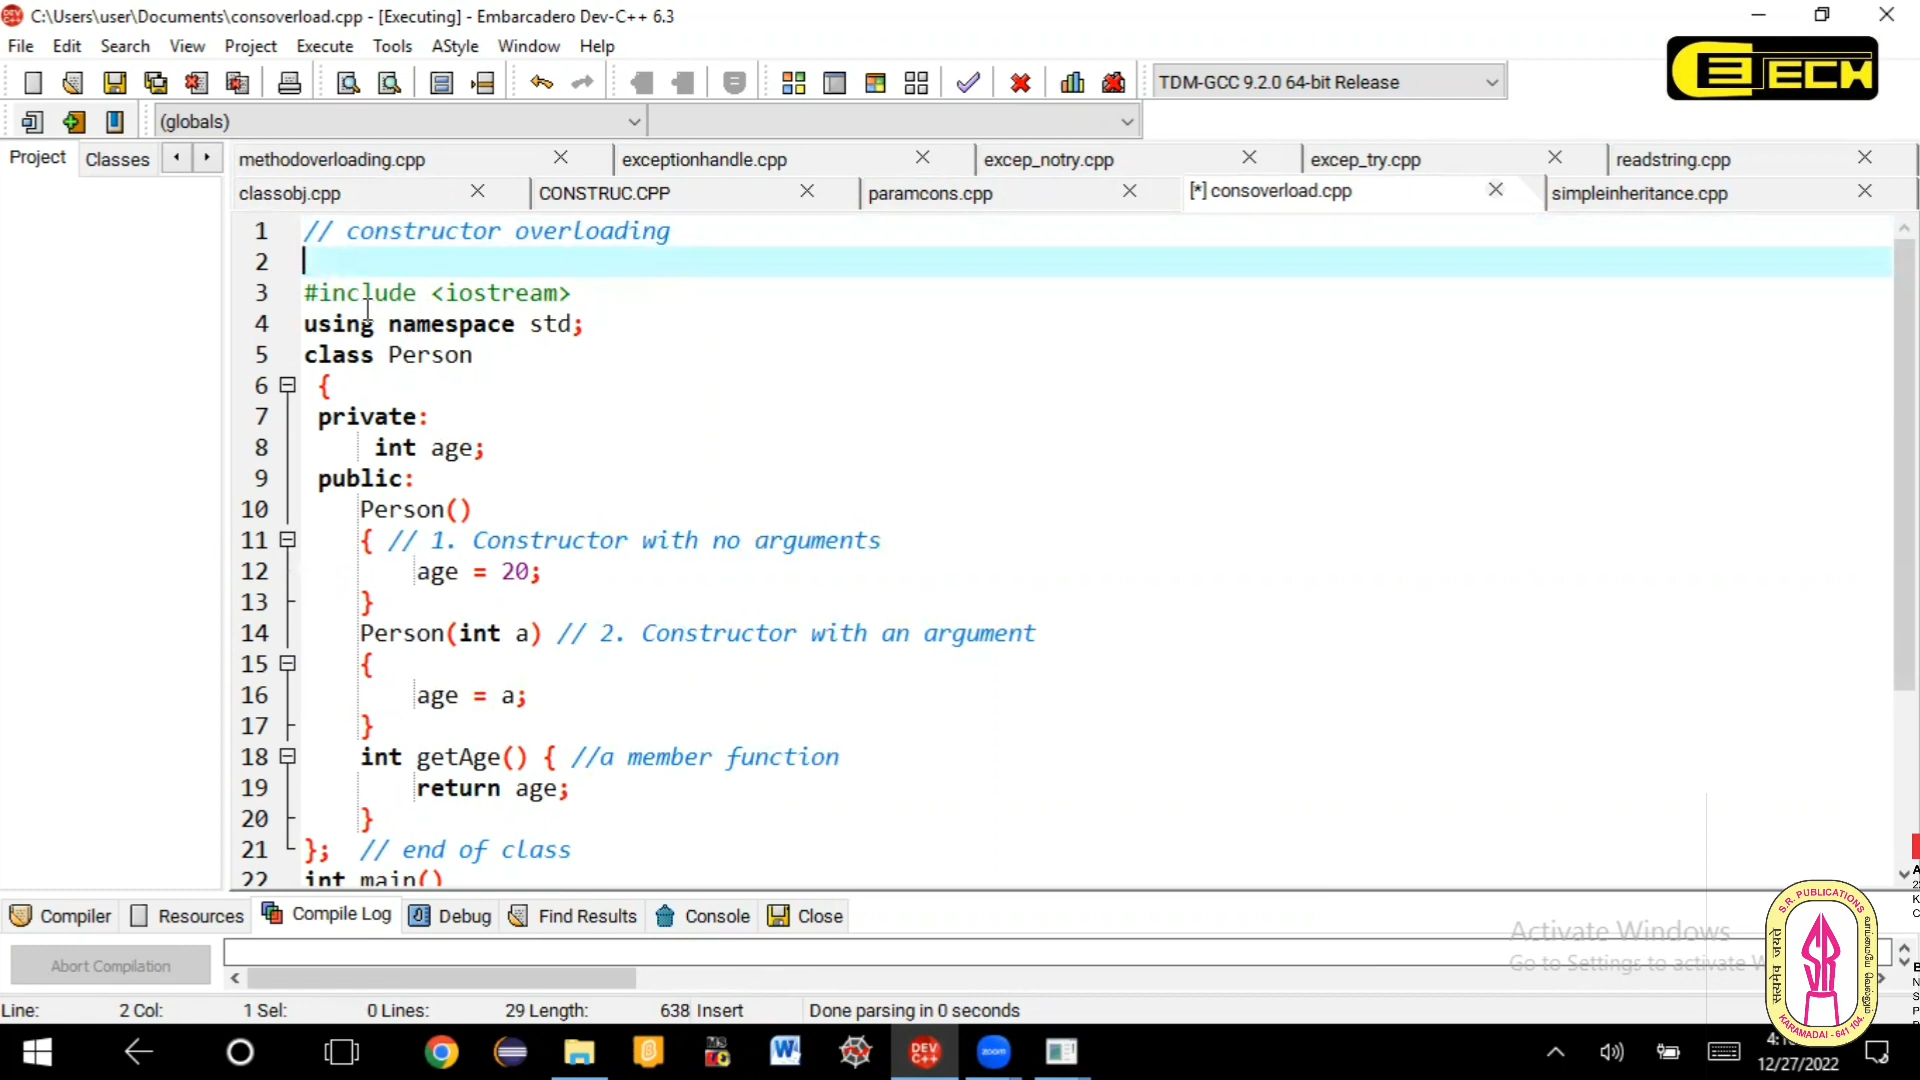 C:\Users\user\Documents\consoverload.cpp - [Executing] - Embarcadero Dev-C++ 6.3
File Edit Search View Project Execute Tools AStyle Window Help
TDM-GCC 9.2.0 64-bit Release
(globals)
Project Classes
methodoverloading.cpp exceptionhandle.cpp excep_notry.cpp excep_try.cpp readstring.cpp
classobj.cpp CONSTRUC.CPP paramcons.cpp [*] consoverload.cpp simpleinheritance.cpp
1 // constructor overloading
2
3 #include <iostream>
4 using namespace std;
5 class Person
6 {
7 private:
8 int age;
9 public:
10 Person()
11 { // 1. Constructor with no arguments
12 age = 20;
13 }
14 Person(int a) // 2. Constructor with an argument
15 {
16 age = a;
17 }
18 int getAge() { //a member function
19 return age;
20 }
21 }; // end of class
22 int main()
Compiler Resources Compile Log Debug Find Results Console Close
Activate Windows
Abort Compilation
Go to Settings to activate
S.R. PUBLICATIONS
SR
KARAMADAI - 641 104.
Line: 2 Col: 1 Sel: 0 Lines: 29 Length: 638 Insert Done parsing in 0 seconds
DEV C++
zoom
12/27/2022